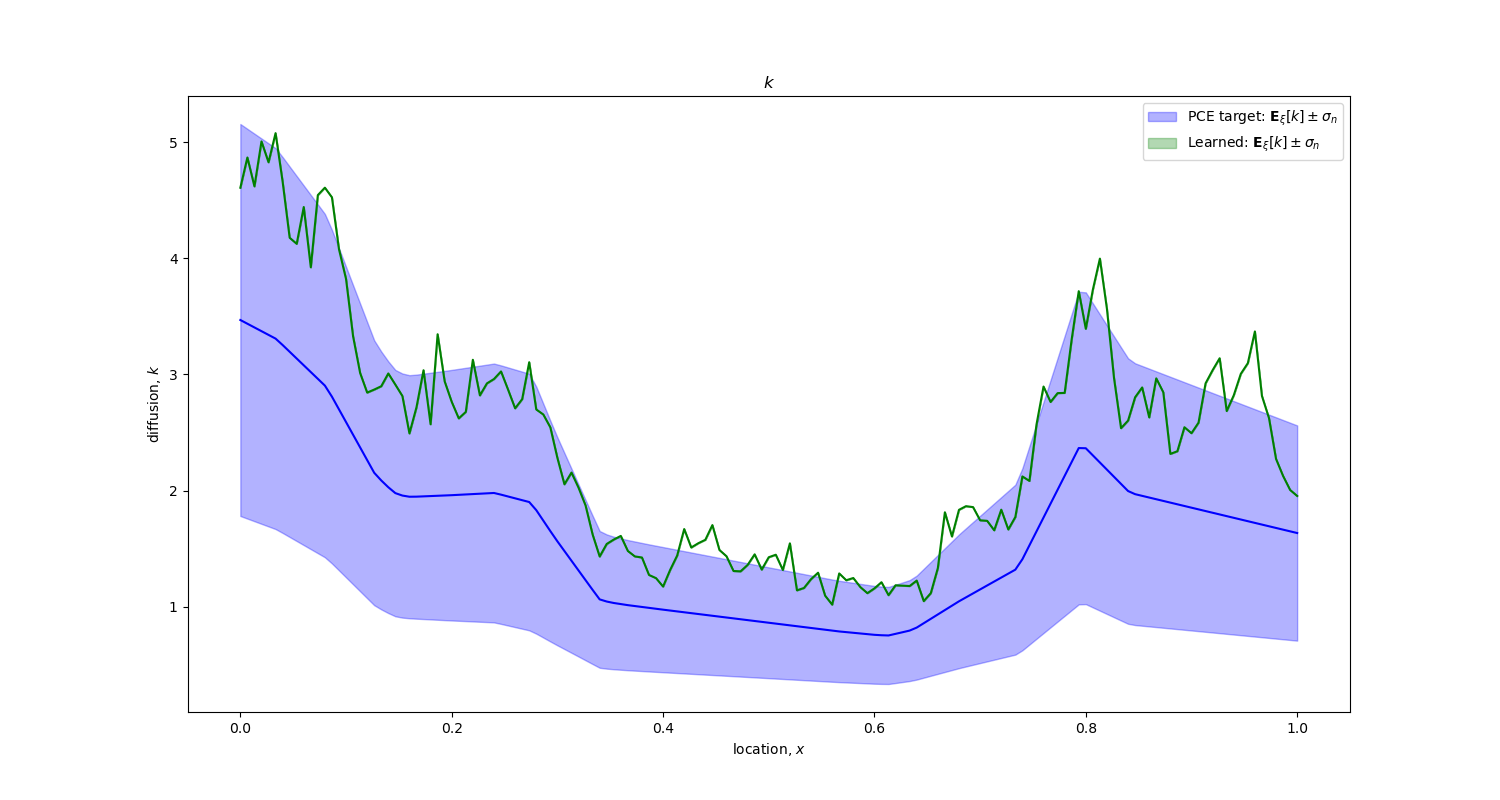 k
PCE target: E_ξ[k] ± σ_n
Learned: E_ξ[k] ± σ_n
5
4
3
2
1
diffusion, k
0.0 0.2 0.4 0.6 0.8 1.0
location, x